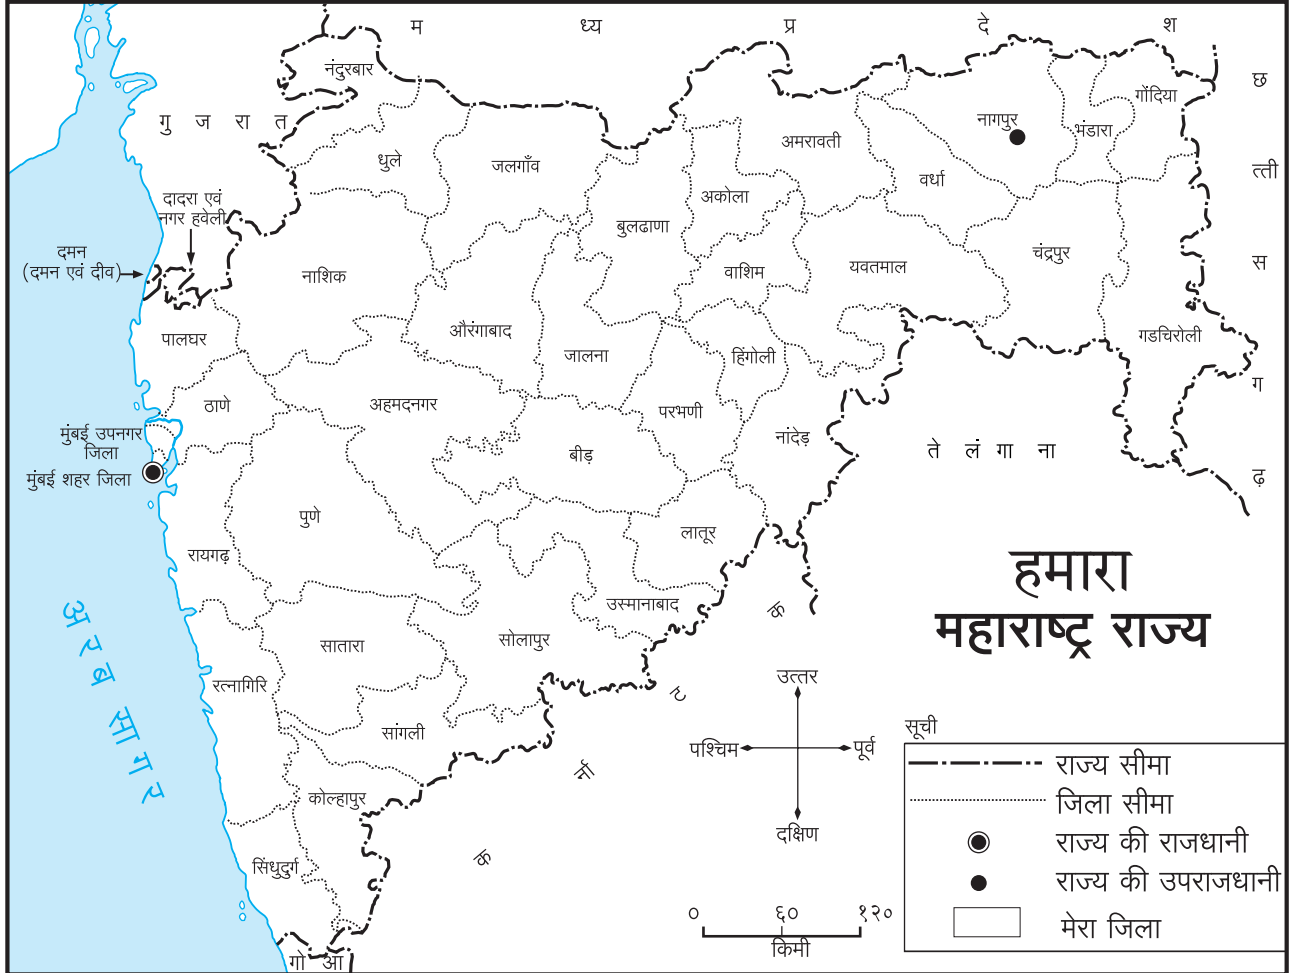 म ध्य प्र दे श
छ त्ती स ग ढ़
गु ज रा त
नंदुरबार
धुले
जलगाँव
बुलढाणा
अकोला
अमरावती
वर्धा
नागपुर
भंडारा
गोंदिया
दादरा एवं
नगर हवेली
दमन
(दमन एवं दीव)
नाशिक
औरंगाबाद
जालना
वाशिम
यवतमाल
चंद्रपुर
गडचिरोली
पालघर
ठाणे
अहमदनगर
हिंगोली
परभणी
बीड़
नांदेड़
ते लं गा ना
मुंबई उपनगर
जिला
मुंबई शहर जिला
पुणे
रायगढ़
लातूर
उस्मानाबाद
सोलापुर
सातारा
रत्नागिरि
सांगली
कोल्हापुर
सिंधुदुर्ग
अ र ब सा ग र
क र्ना ट क
गो आ
हमारा
महाराष्ट्र राज्य
उत्तर
पश्चिम पूर्व
दक्षिण
० ६० १२०
किमी
सूची
राज्य सीमा
जिला सीमा
राज्य की राजधानी
राज्य की उपराजधानी
मेरा जिला